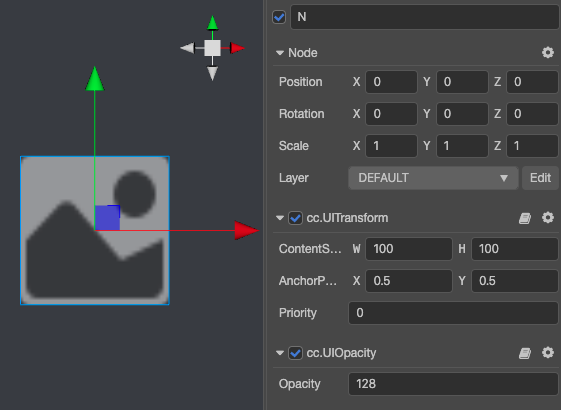 N
Node
Position X 0 Y 0 Z 0
Rotation X 0 Y 0 Z 0
Scale X 1 Y 1 Z 1
Layer DEFAULT Edit
cc.UITransform
ContentS... W 100 H 100
AnchorP... X 0.5 Y 0.5
Priority 0
cc.UIOpacity
Opacity 128